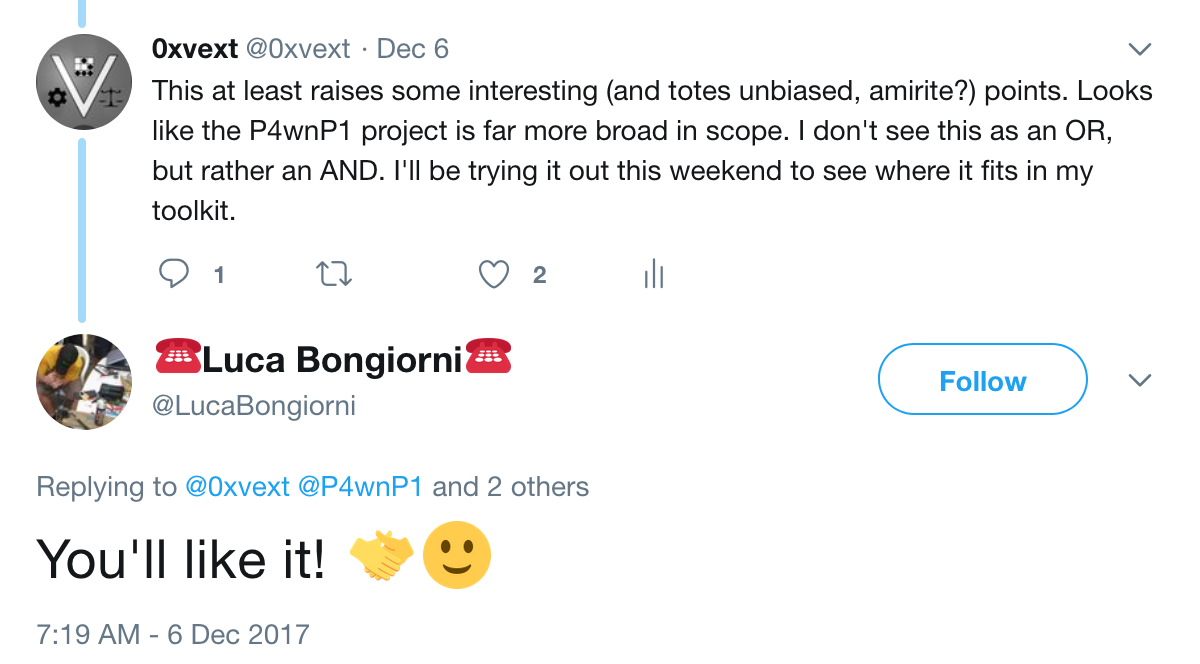 0xvext @0xvext · Dec 6
This at least raises some interesting (and totes unbiased, amirite?) points. Looks
like the P4wnP1 project is far more broad in scope. I don't see this as an OR,
but rather an AND. I'll be trying it out this weekend to see where it fits in my
toolkit.
1 2
☎️Luca Bongiorni☎️
@LucaBongiorni
Follow
Replying to @0xvext @P4wnP1 and 2 others
You'll like it! 🤝🙂
7:19 AM - 6 Dec 2017